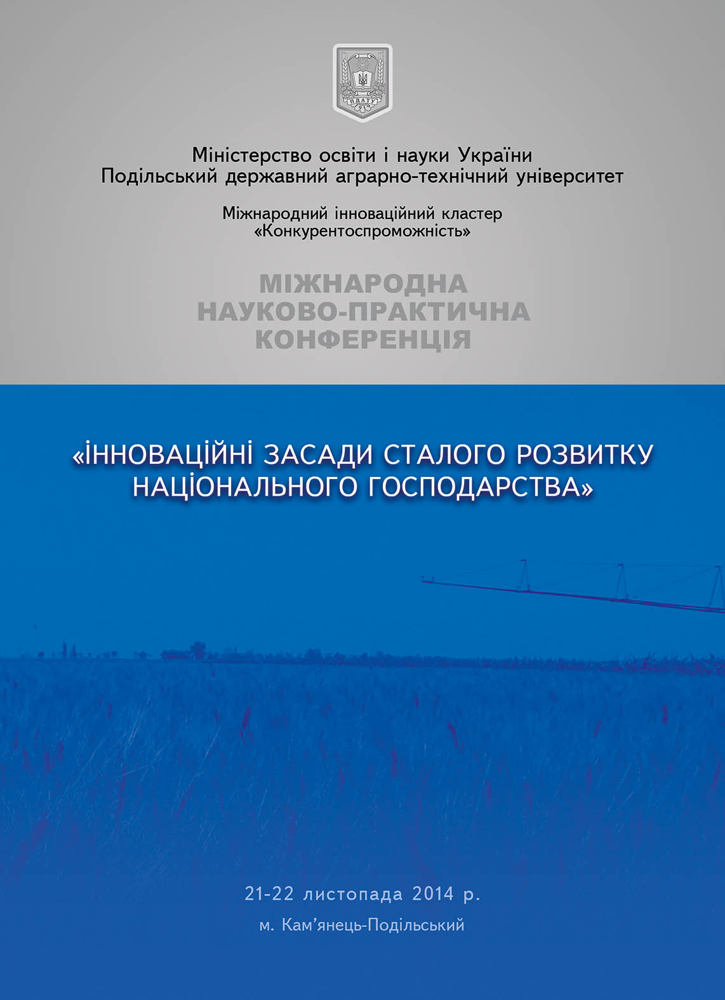 ПДАТУ
1919
Міністерство освіти і науки України
Подільський державний аграрно-технічний університет
Міжнародний інноваційний кластер
«Конкурентоспроможність»
МІЖНАРОДНА
НАУКОВО-ПРАКТИЧНА
КОНФЕРЕНЦІЯ
«ІННОВАЦІЙНІ ЗАСАДИ СТАЛОГО РОЗВИТКУ
НАЦІОНАЛЬНОГО ГОСПОДАРСТВА»
21-22 листопада 2014 р.
м. Кам’янець-Подільський